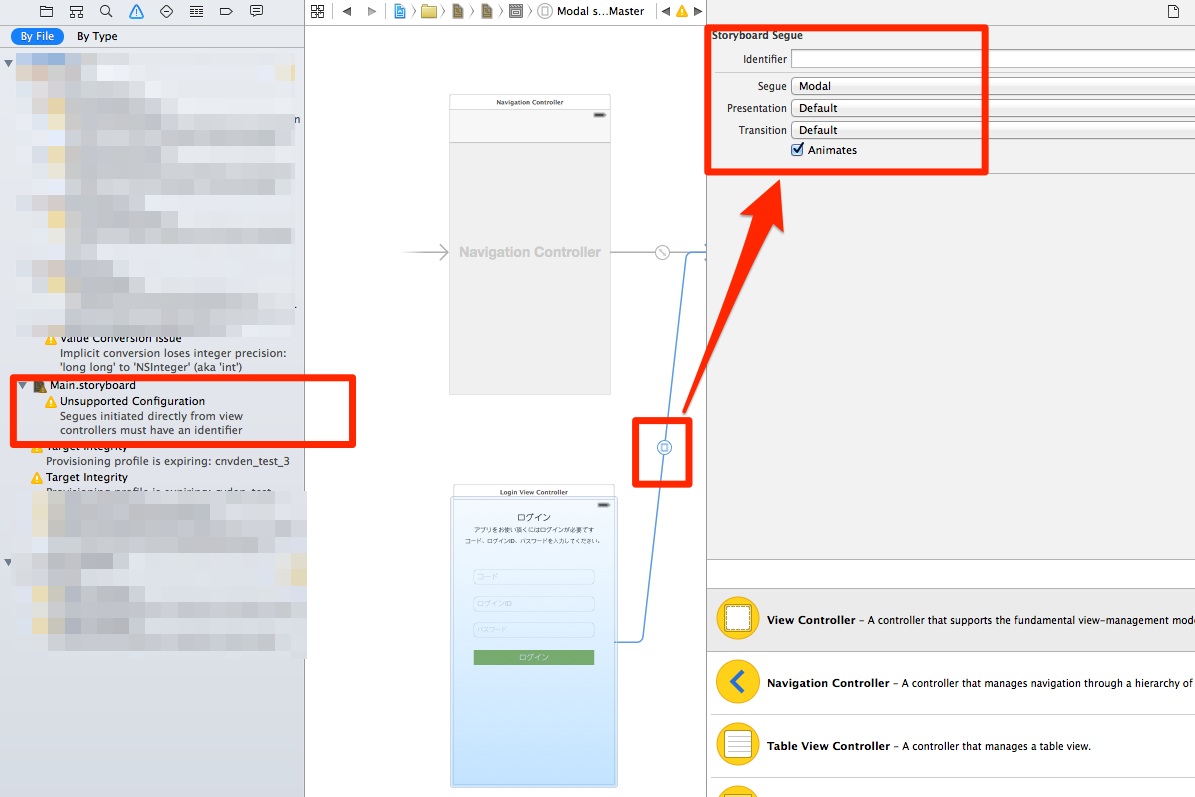 Modal s...Master
By File
By Type
n
Value Conversion Issue
Implicit conversion loses integer precision:
'long long' to 'NSInteger' (aka 'int')
Main.storyboard
Unsupported Configuration
Segues initiated directly from view
controllers must have an identifier
Target Integrity
Provisioning profile is expiring: cnvden_test_3
Target Integrity
Navigation Controller
Navigation Controller
Login View Controller
ログイン
アプリをお使い頂くにはログインが必要です
コード、ログインID、パスワードを入力してください。
コード
ログインID
パスワード
ログイン
Storyboard Segue
Identifier
Segue Modal
Presentation Default
Transition Default
Animates
View Controller – A controller that supports the fundamental view-management mode
Navigation Controller – A controller that manages navigation through a hierarchy of
Table View Controller – A controller that manages a table view.